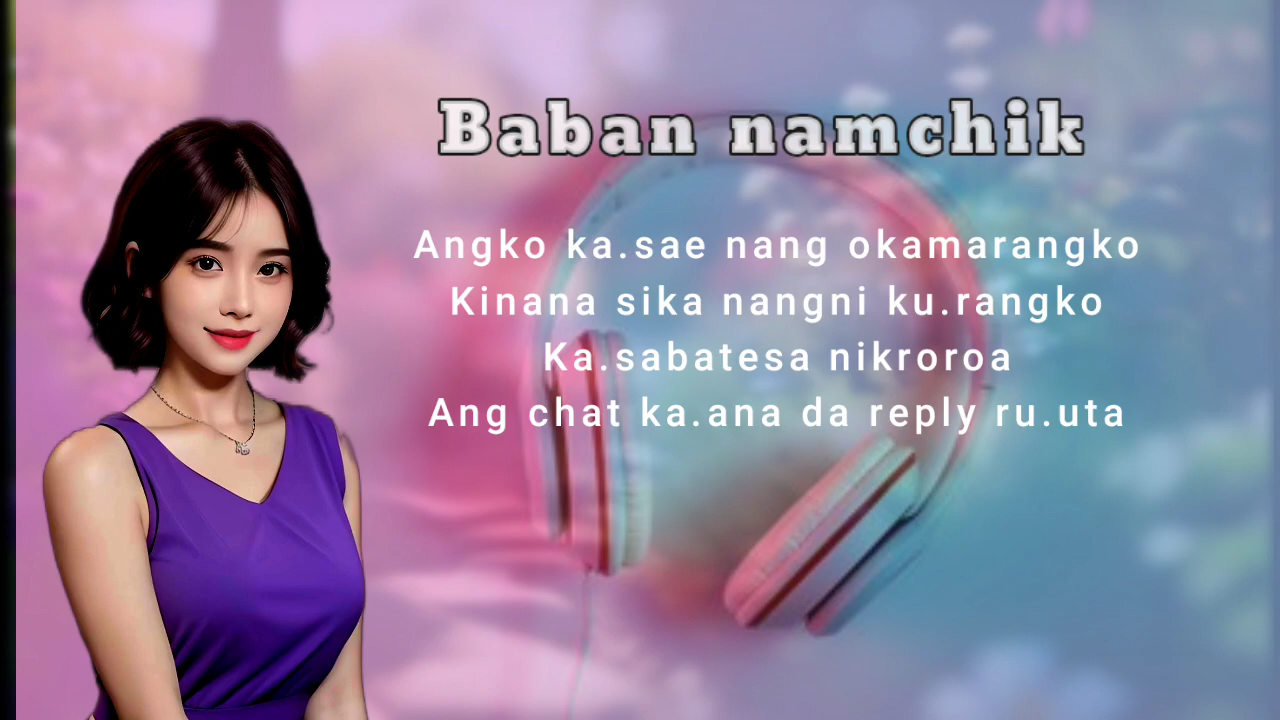 Baban namchik
Angko ka.sae nang okamarangko
Kinana sika nangni ku.rangko
Ka.sabatesa nikroroa
Ang chat ka.ana da reply ru.uta